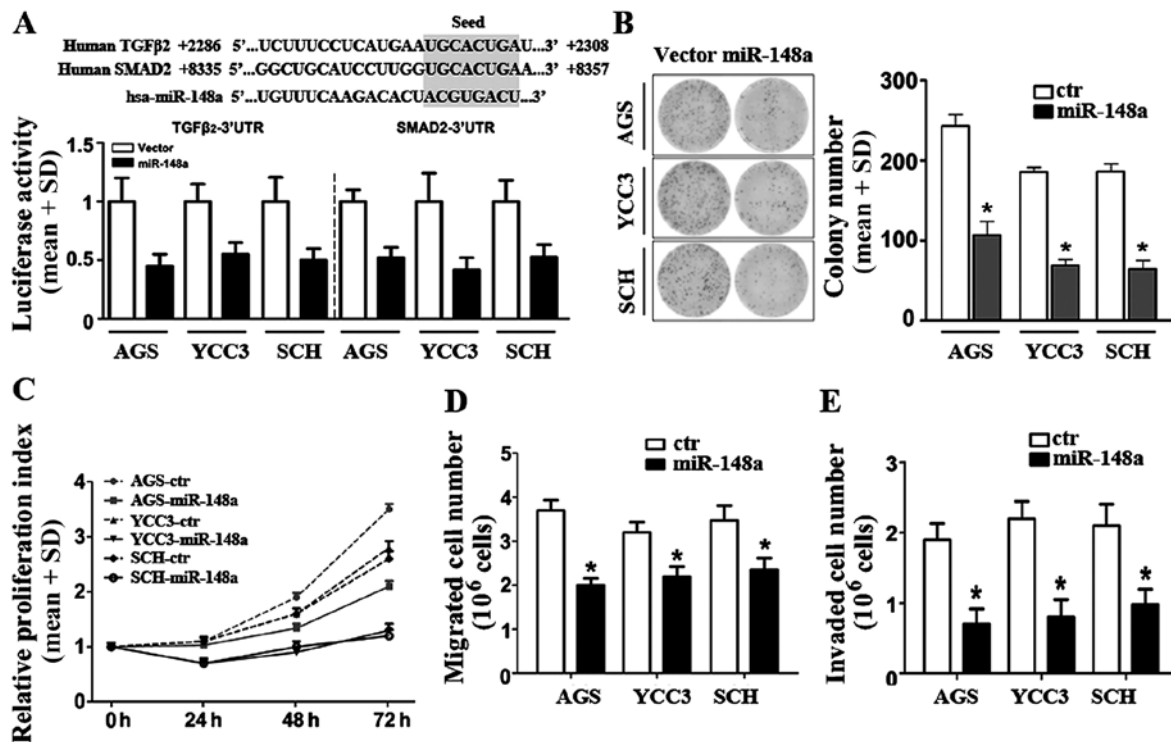 A
Seed
Human TGFβ2 +2286 5’...UCUUUCCUCAUGAAUGCACUGAU...3’ +2308
Human SMAD2 +8335 5’...GGCUGCAUCCUUGGUGCACUGAA...3’ +8357
hsa-miR-148a 5’...UGUUUCAAGACACUACGUGACU...3’
TGFβ2-3’UTR SMAD2-3’UTR
Vector
miR-148a
Luciferase activity
(mean + SD)
1.5
1
0.5
0
AGS YCC3 SCH AGS YCC3 SCH
B
Vector miR-148a
AGS
YCC3
SCH
ctr
miR-148a
Colony number
(mean + SD)
300
200
100
0
* * *
AGS YCC3 SCH
C
Relative proliferation index
(mean + SD)
4
3
2
1
0
AGS-ctr
AGS-miR-148a
YCC3-ctr
YCC3-miR-148a
SCH-ctr
SCH-miR-148a
0 h 24 h 48 h 72 h
D
ctr
miR-148a
Migrated cell number
(10⁶ cells)
5
4
3
2
1
0
* * *
AGS YCC3 SCH
E
ctr
miR-148a
Invaded cell number
(10⁶ cells)
3
2
1
0
* * *
AGS YCC3 SCH